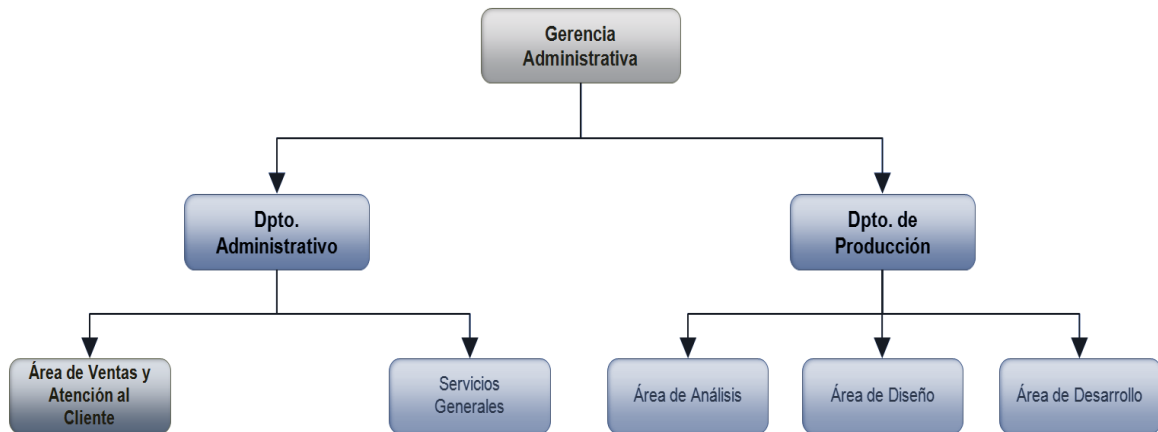 Gerencia
Administrativa
Dpto.
Administrativo
Dpto. de
Producción
Área de Ventas y
Atención al
Cliente
Servicios
Generales
Área de Análisis
Área de Diseño
Área de Desarrollo